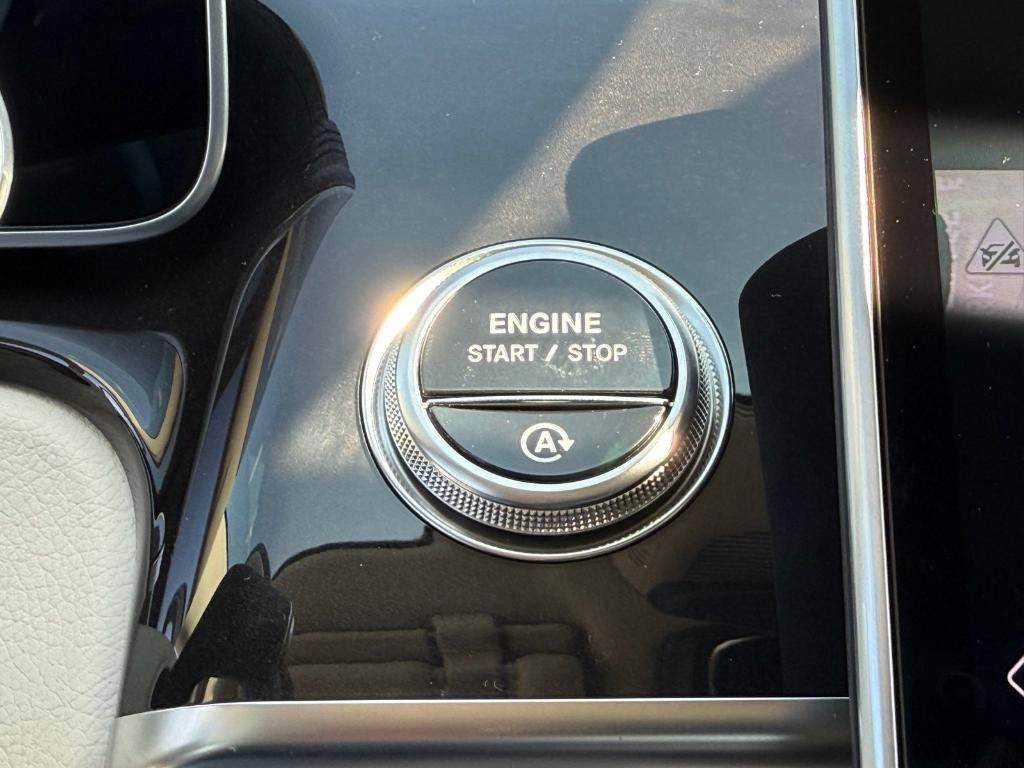 ENGINE
START / STOP
A